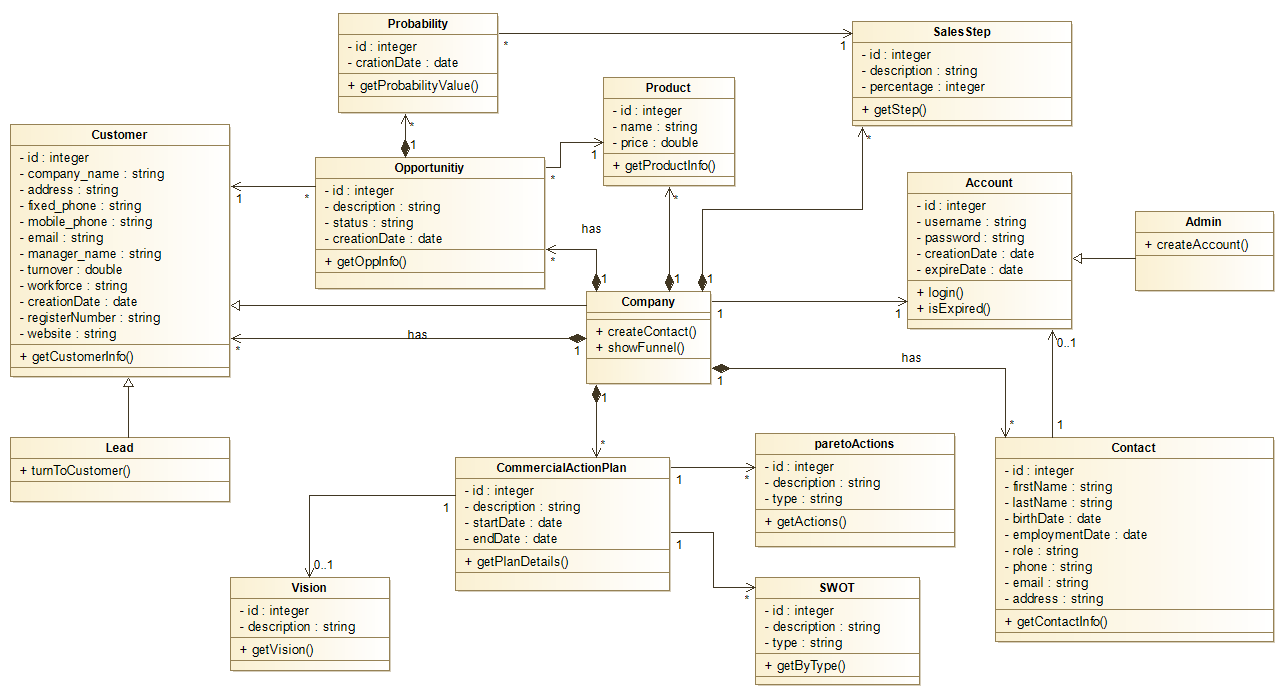 Probability
- id : integer
- crationDate : date
+ getProbabilityValue()
*
1
SalesStep
- id : integer
- description : string
- percentage : integer
+ getStep()
*
Product
- id : integer
- name : string
- price : double
+ getProductInfo()
*
1
*
Customer
- id : integer
- company_name : string
- address : string
- fixed_phone : string
- mobile_phone : string
- email : string
- manager_name : string
- turnover : double
- workforce : string
- creationDate : date
- registerNumber : string
- website : string
+ getCustomerInfo()
1
*
*
*
1
Opportunitiy
- id : integer
- description : string
- status : string
- creationDate : date
+ getOppInfo()
*
has
*
Account
- id : integer
- username : string
- password : string
- creationDate : date
- expireDate : date
+ login()
+ isExpired()
1
0..1
Admin
+ createAccount()
1
1
1
Company
+ createContact()
+ showFunnel()
1
has
1
1
has
1
*
1
*
Lead
+ turnToCustomer()
CommercialActionPlan
- id : integer
- description : string
- startDate : date
- endDate : date
+ getPlanDetails()
1
1
*
1
*
0..1
paretoActions
- id : integer
- description : string
- type : string
+ getActions()
Contact
- id : integer
- firstName : string
- lastName : string
- birthDate : date
- employmentDate : date
- role : string
- phone : string
- email : string
- address : string
+ getContactInfo()
Vision
- id : integer
- description : string
+ getVision()
SWOT
- id : integer
- description : string
- type : string
+ getByType()